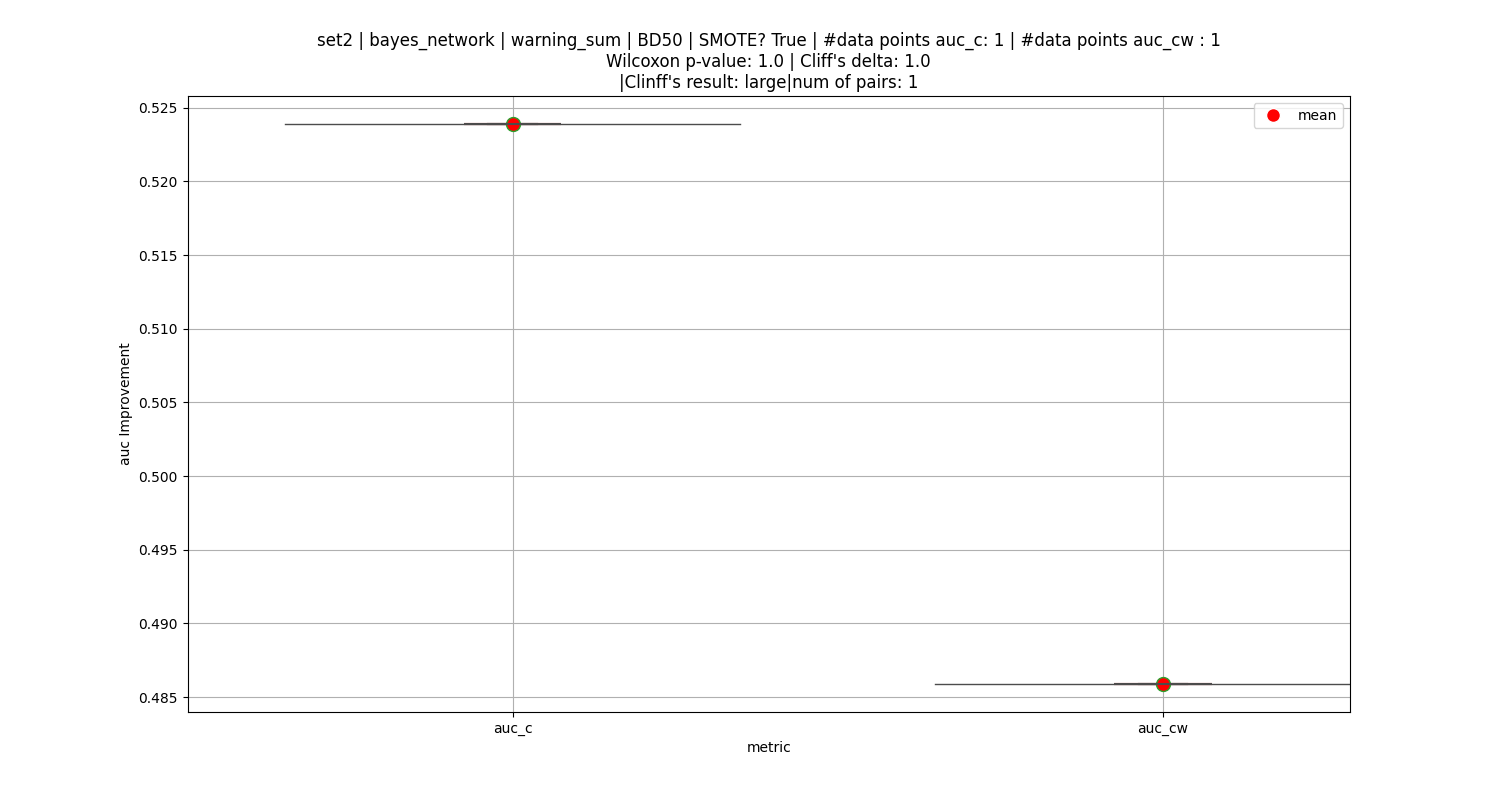 set2 | bayes_network | warning_sum | BD50 | SMOTE? True | #data points auc_c: 1 | #data points auc_cw : 1
Wilcoxon p-value: 1.0 | Cliff's delta: 1.0
|Clinff's result: large|num of pairs: 1
mean
auc Improvement
0.525
0.520
0.515
0.510
0.505
0.500
0.495
0.490
0.485
auc_c
auc_cw
metric